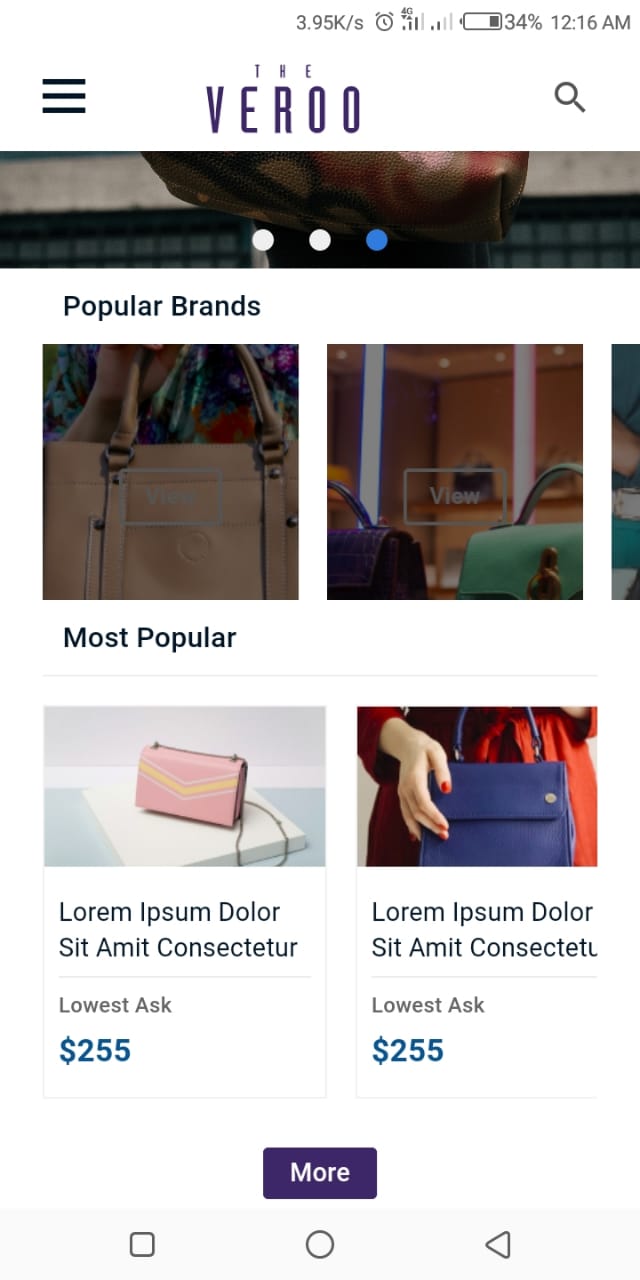 3.95K/s 4G 34% 12:16 AM
THE
VEROO
Popular Brands
View View
Most Popular
Lorem Ipsum Dolor
Sit Amit Consectetur
Lowest Ask
$255
Lorem Ipsum Dolor
Sit Amit Consectetu
Lowest Ask
$255
More